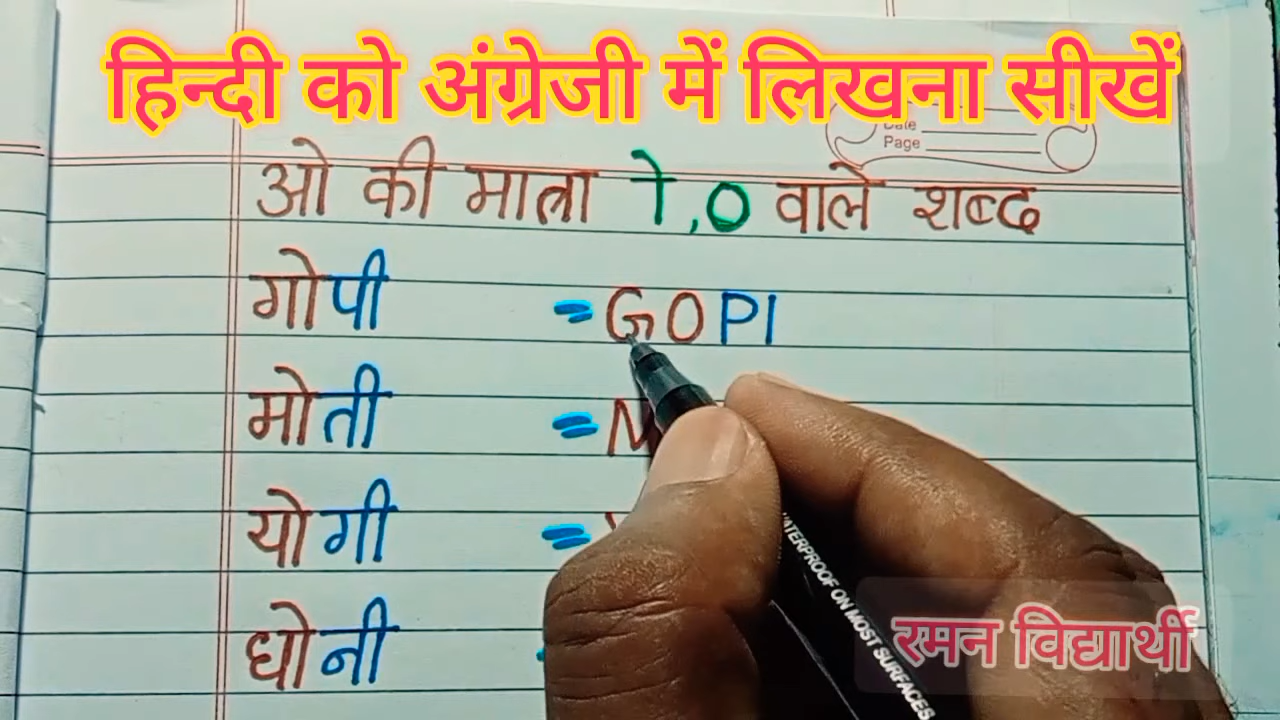 हिन्दी को अंग्रेजी में लिखना सीखें
Date
Page
ओ की मात्रा ो,o वाले शब्द
गोपी = GOPI
मोती = M
योगी =
धोनी
WATERPROOF ON MOST SURFACES
रमन विद्यार्थी